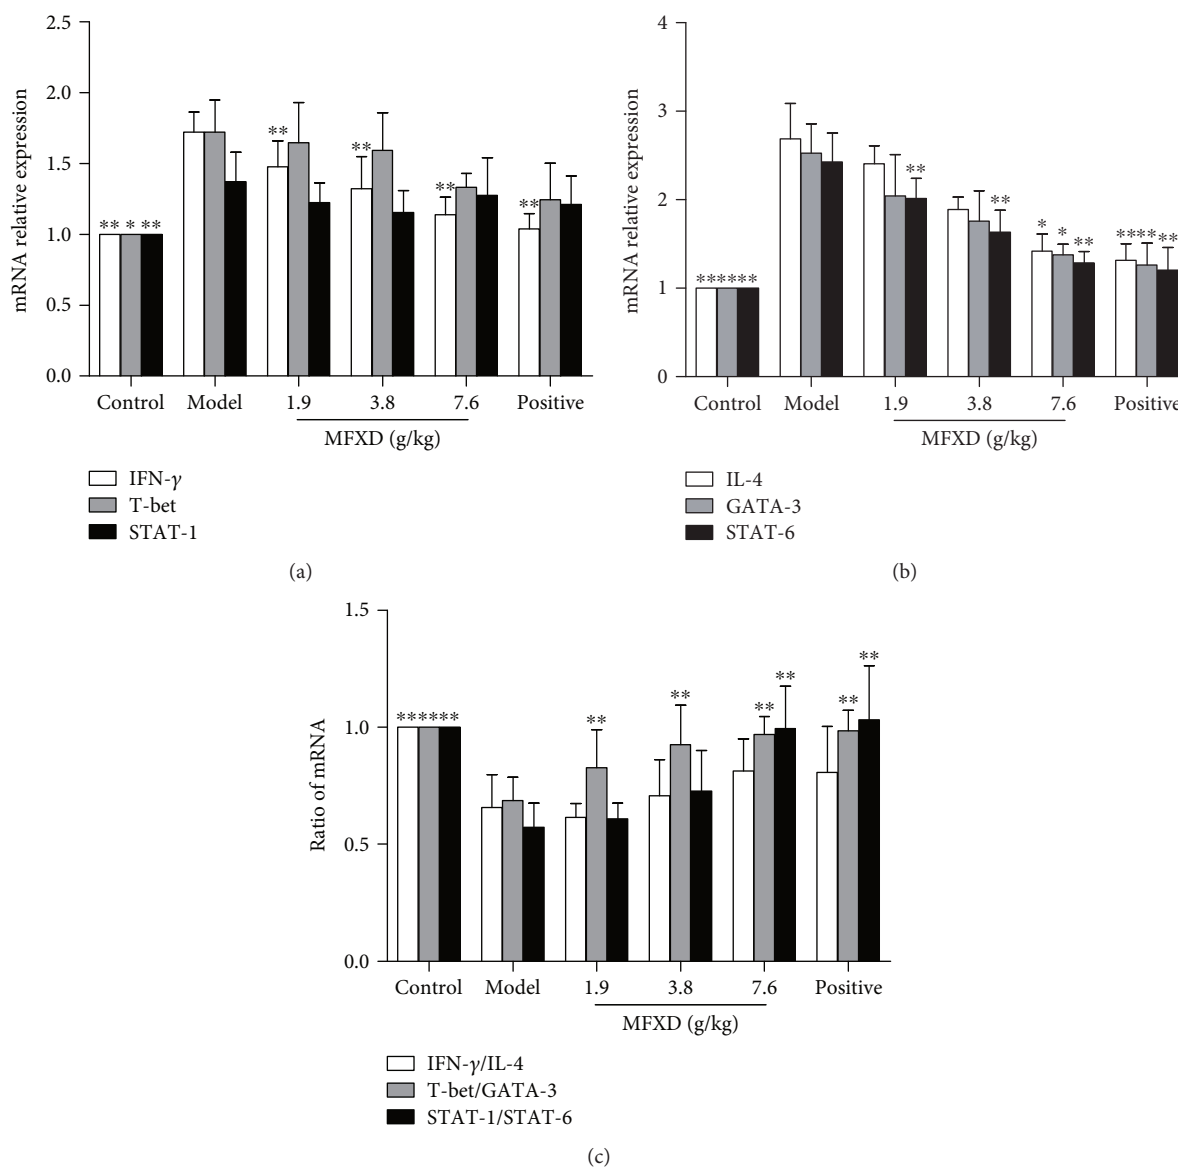 2.5
2.0
1.5
1.0
0.5
0.0
mRNA relative expression
** * **
**
**
**
**
Control Model 1.9 3.8 7.6 Positive
MFXD (g/kg)
IFN-γ
T-bet
STAT-1
(a)
4
3
2
1
0
mRNA relative expression
******
**
**
* * **
****
**
Control Model 1.9 3.8 7.6 Positive
MFXD (g/kg)
IL-4
GATA-3
STAT-6
(b)
1.5
1.0
0.5
0.0
Ratio of mRNA
******
**
**
** **
** **
Control Model 1.9 3.8 7.6 Positive
MFXD (g/kg)
IFN-γ/IL-4
T-bet/GATA-3
STAT-1/STAT-6
(c)